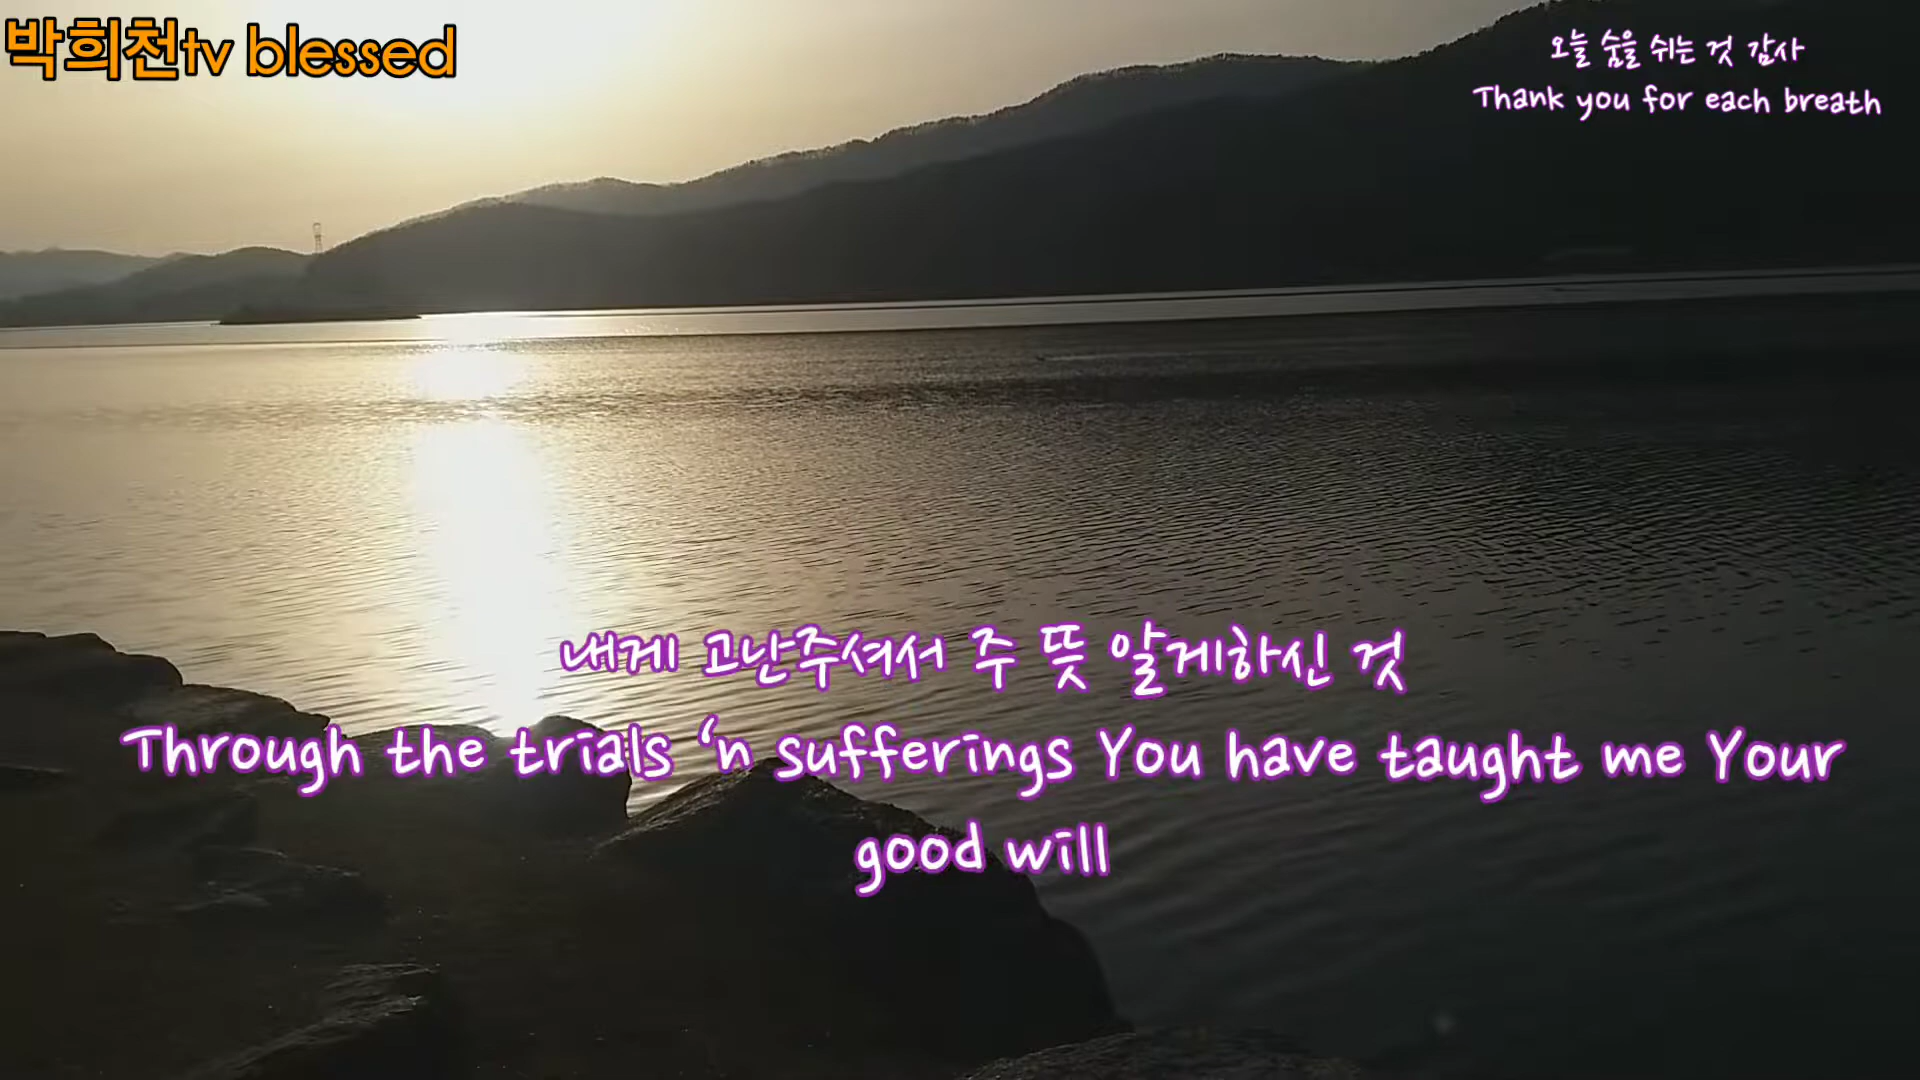 박희천tv blessed
오늘 숨을 쉬는 것 감사
Thank you for each breath
내게 고난주셔서 주 뜻 알게하신 것
Through the trials ‘n sufferings You have taught me Your
good will